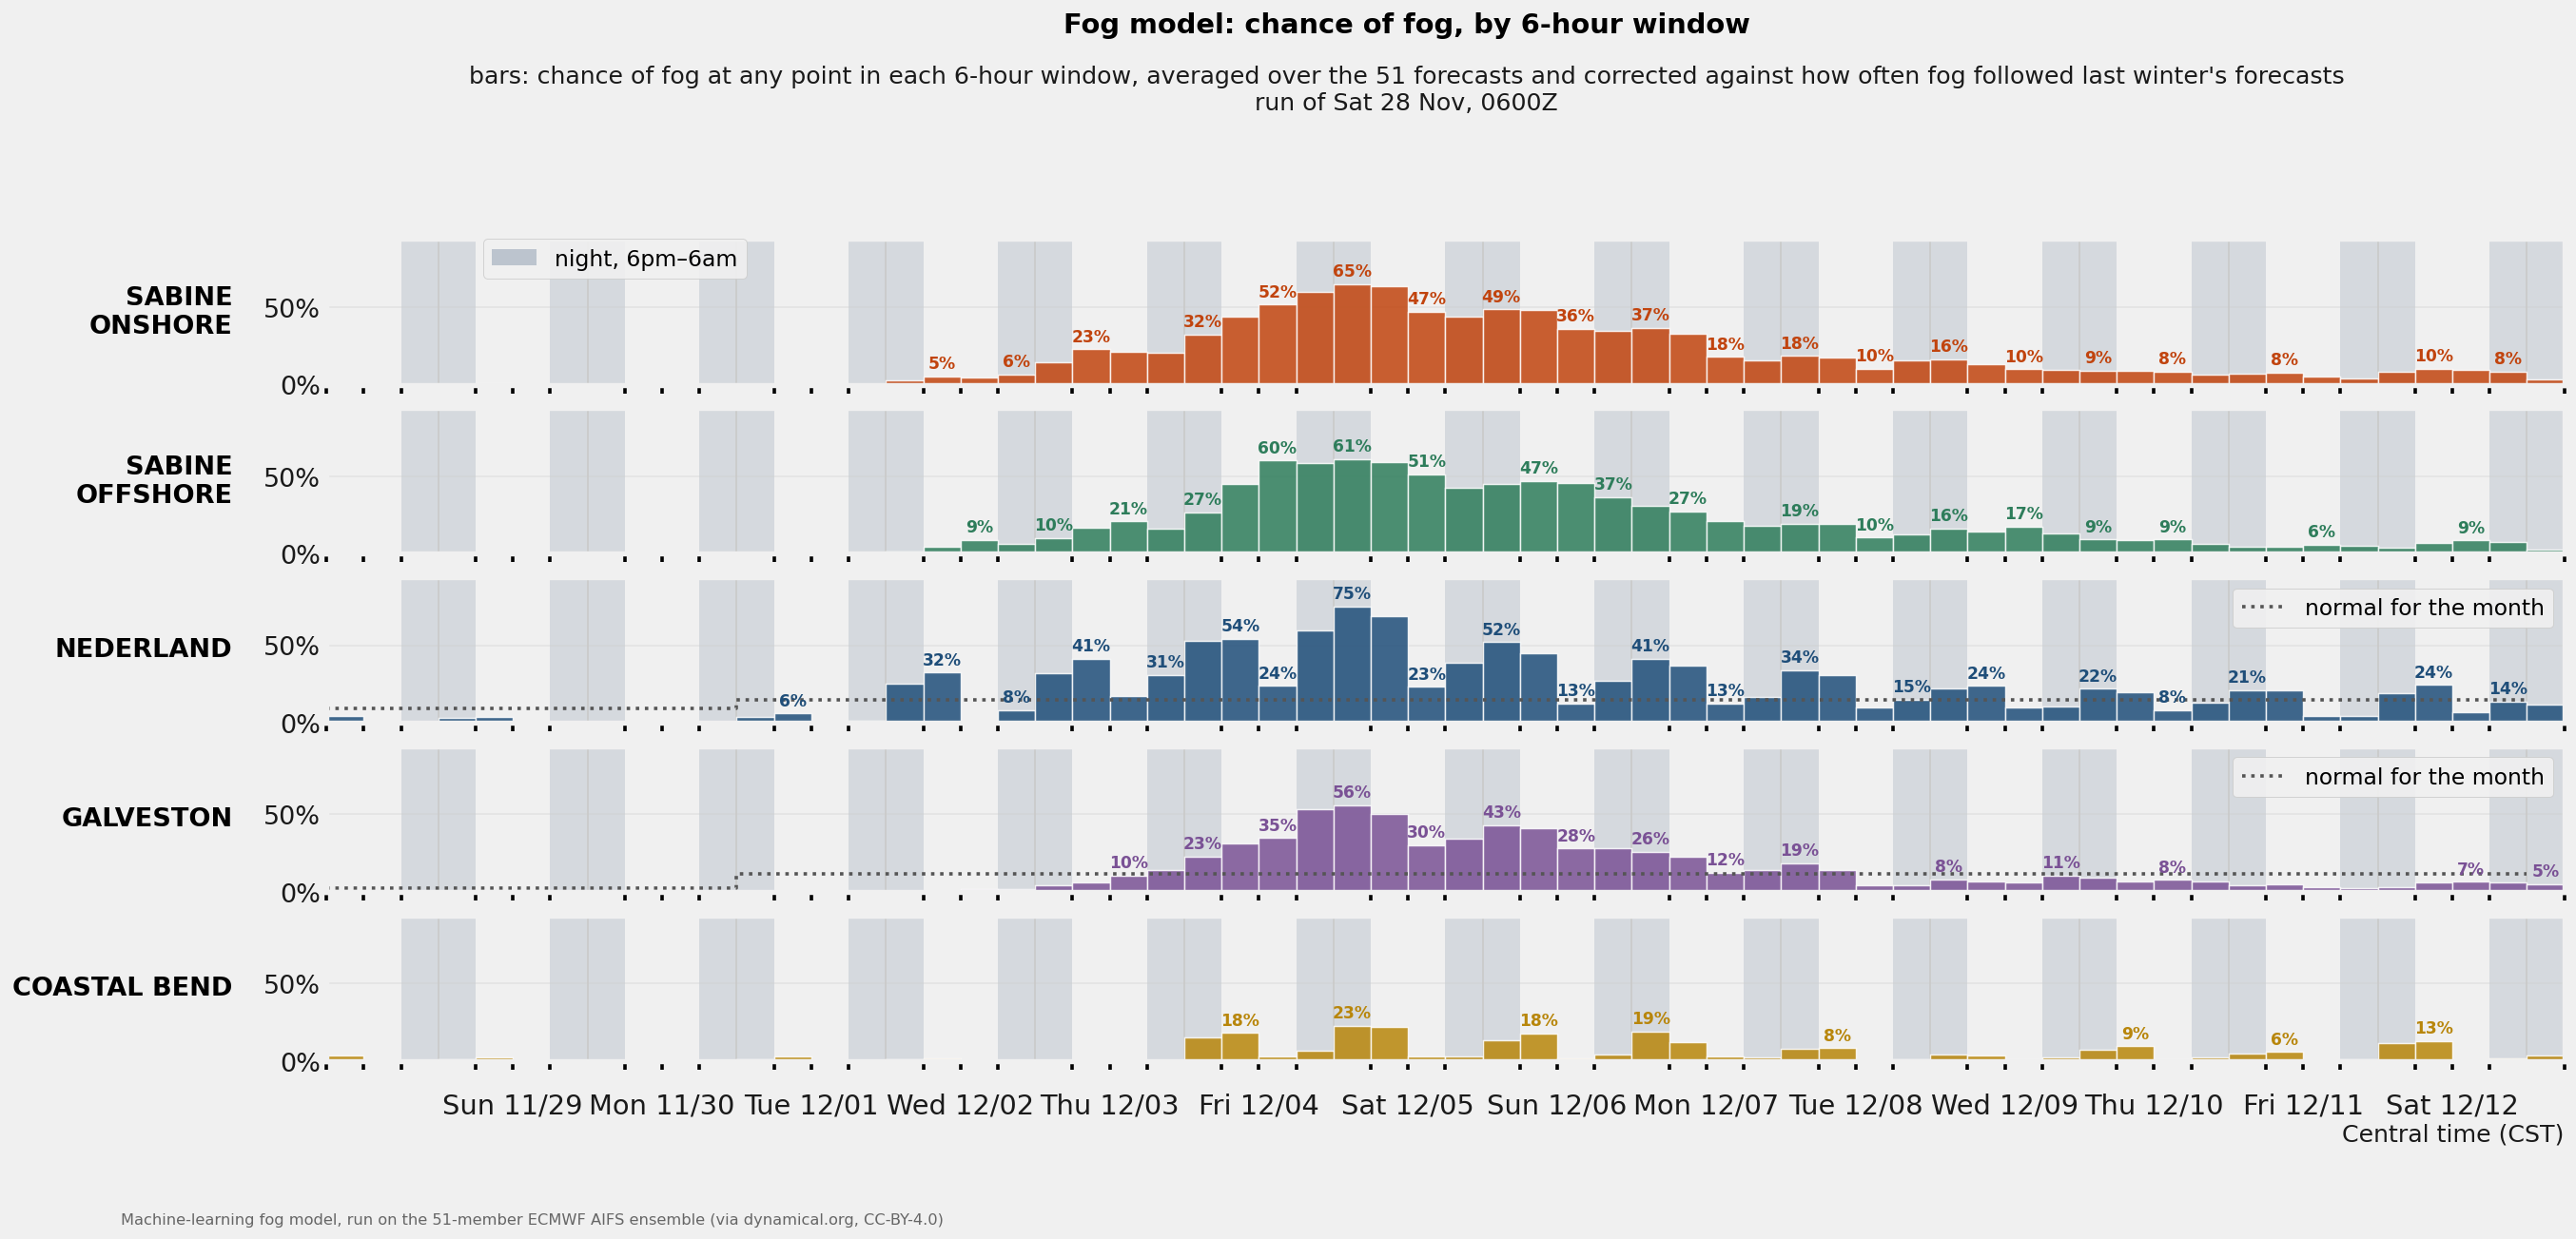 Fog model: chance of fog, by 6-hour window
bars: chance of fog at any point in each 6-hour window, averaged over the 51 forecasts and corrected against how often fog followed last winter's forecasts
run of Sat 28 Nov, 0600Z
night, 6pm–6am
SABINE
ONSHORE
50%
0%
5% 6% 23% 32% 52% 65% 47% 49% 36% 37% 18% 18% 10% 16% 10% 9% 8% 8% 10% 8%
SABINE
OFFSHORE
50%
0%
9% 10% 21% 27% 60% 61% 51% 47% 37% 27% 19% 10% 16% 17% 9% 9% 6% 9%
normal for the month
NEDERLAND
50%
0%
6% 32% 8% 41% 31% 54% 24% 75% 23% 52% 13% 41% 13% 34% 15% 24% 22% 8% 21% 24% 14%
normal for the month
GALVESTON
50%
0%
10% 23% 35% 56% 30% 43% 28% 26% 12% 19% 8% 11% 8% 7% 5%
COASTAL BEND
50%
0%
18% 23% 18% 19% 8% 9% 6% 13%
Sun 11/29 Mon 11/30 Tue 12/01 Wed 12/02 Thu 12/03 Fri 12/04 Sat 12/05 Sun 12/06 Mon 12/07 Tue 12/08 Wed 12/09 Thu 12/10 Fri 12/11 Sat 12/12
Central time (CST)
Machine-learning fog model, run on the 51-member ECMWF AIFS ensemble (via dynamical.org, CC-BY-4.0)